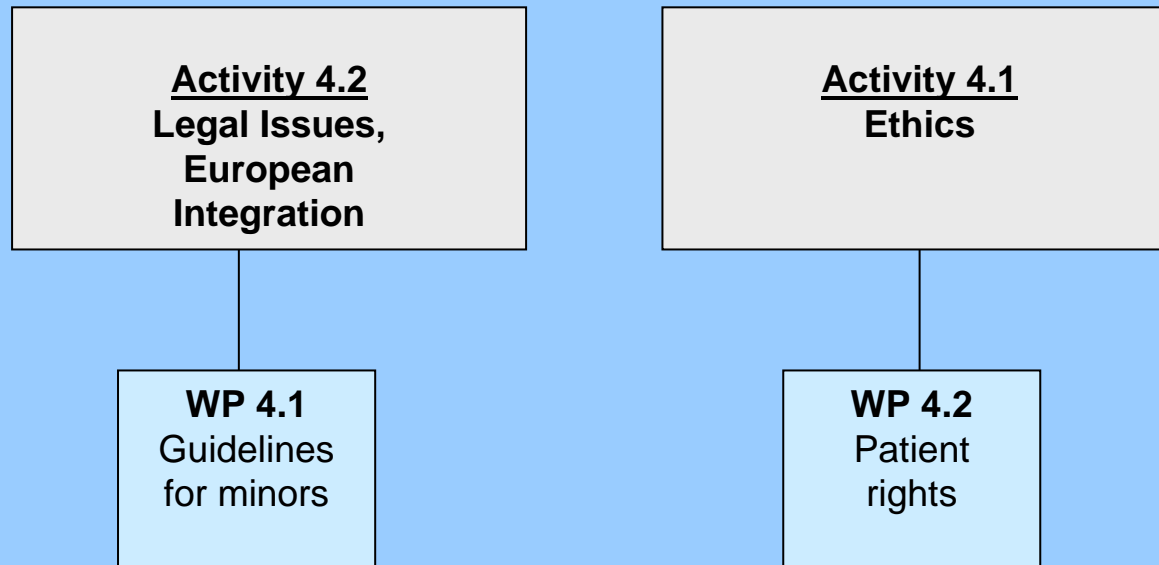 Activity 4.2
Legal Issues,
European
Integration
Activity 4.1
Ethics
WP 4.1
Guidelines
for minors
WP 4.2
Patient
rights